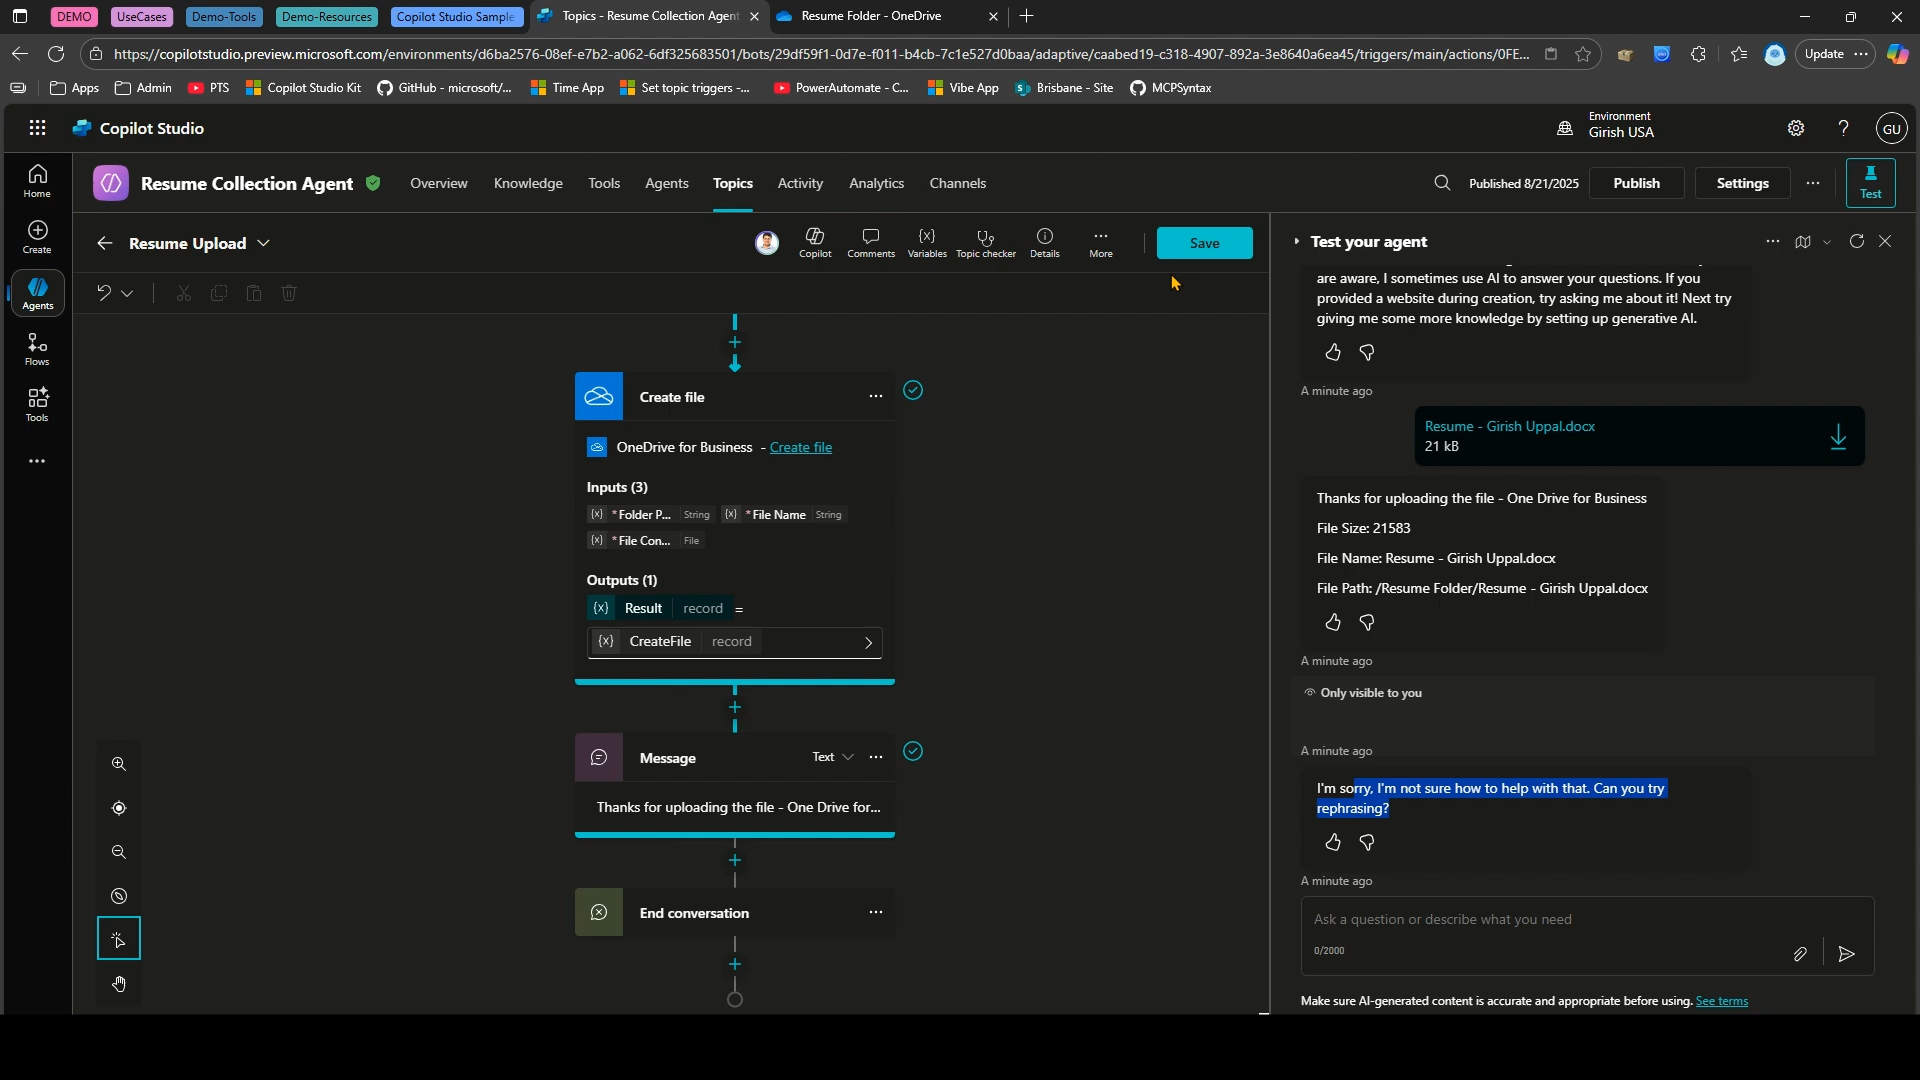 DEMO
UseCases
Demo-Tools
Demo-Resources
Copilot Studio Sample
Topics - Resume Collection Agent
Resume Folder - OneDrive
https://copilotstudio.preview.microsoft.com/environments/d6ba2576-08ef-e7b2-a062-6df325683501/bots/29df59f1-0d7e-f011-b4cb-7c1e527d0baa/adaptive/caabed19-c318-4907-892a-3e8640a6ea45/triggers/main/actions/0FE...
Update
Apps
Admin
PTS
Copilot Studio Kit
GitHub - microsoft/...
Time App
Set topic triggers -...
PowerAutomate - C...
Vibe App
Brisbane - Site
MCPSyntax
Copilot Studio
Environment
Girish USA
GU
Home
Create
Agents
Flows
Tools
Resume Collection Agent
Overview
Knowledge
Tools
Agents
Topics
Activity
Analytics
Channels
Published 8/21/2025
Publish
Settings
Test
Resume Upload
Copilot
Comments
Variables
Topic checker
Details
More
Save
Create file
OneDrive for Business - Create file
Inputs (3)
{x} *Folder P... String {x} *File Name String
{x} *File Con... File
Outputs (1)
{x} Result record =
{x} CreateFile record
Message
Text
Thanks for uploading the file - One Drive for...
End conversation
Test your agent
are aware, I sometimes use AI to answer your questions. If you
provided a website during creation, try asking me about it! Next try
giving me some more knowledge by setting up generative AI.
A minute ago
Resume - Girish Uppal.docx
21 kB
Thanks for uploading the file - One Drive for Business
File Size: 21583
File Name: Resume - Girish Uppal.docx
File Path: /Resume Folder/Resume - Girish Uppal.docx
A minute ago
Only visible to you
A minute ago
I'm sorry, I'm not sure how to help with that. Can you try
rephrasing?
A minute ago
Ask a question or describe what you need
0/2000
Make sure AI-generated content is accurate and appropriate before using. See terms